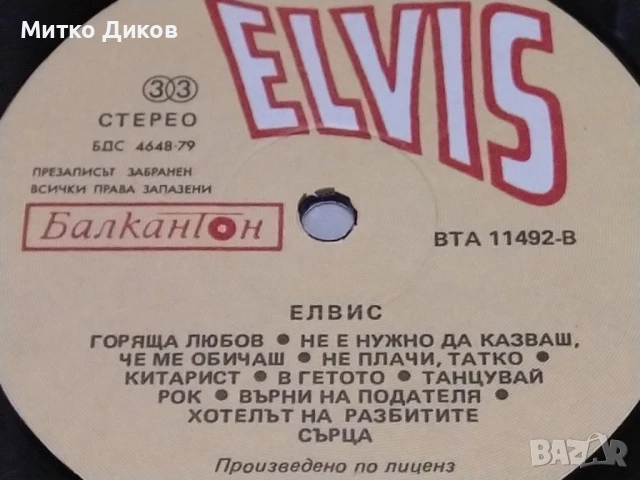 Митко Диков
ELVIS
33
СТЕРЕО
БДС 4648-79
ПРЕЗАПИСЪТ ЗАБРАНЕН
ВСИЧКИ ПРАВА ЗАПАЗЕНИ
Балкантон
ВТА 11492-В
ЕЛВИС
ГОРЯЩА ЛЮБОВ ● НЕ Е НУЖНО ДА КАЗВАШ,
ЧЕ МЕ ОБИЧАШ ● НЕ ПЛАЧИ, ТАТКО ●
КИТАРИСТ ● В ГЕТОТО ● ТАНЦУВАЙ
РОК ● ВЪРНИ НА ПОДАТЕЛЯ ●
ХОТЕЛЪТ НА РАЗБИТИТЕ
СЪРЦА
Произведено по лиценз
BAZAR